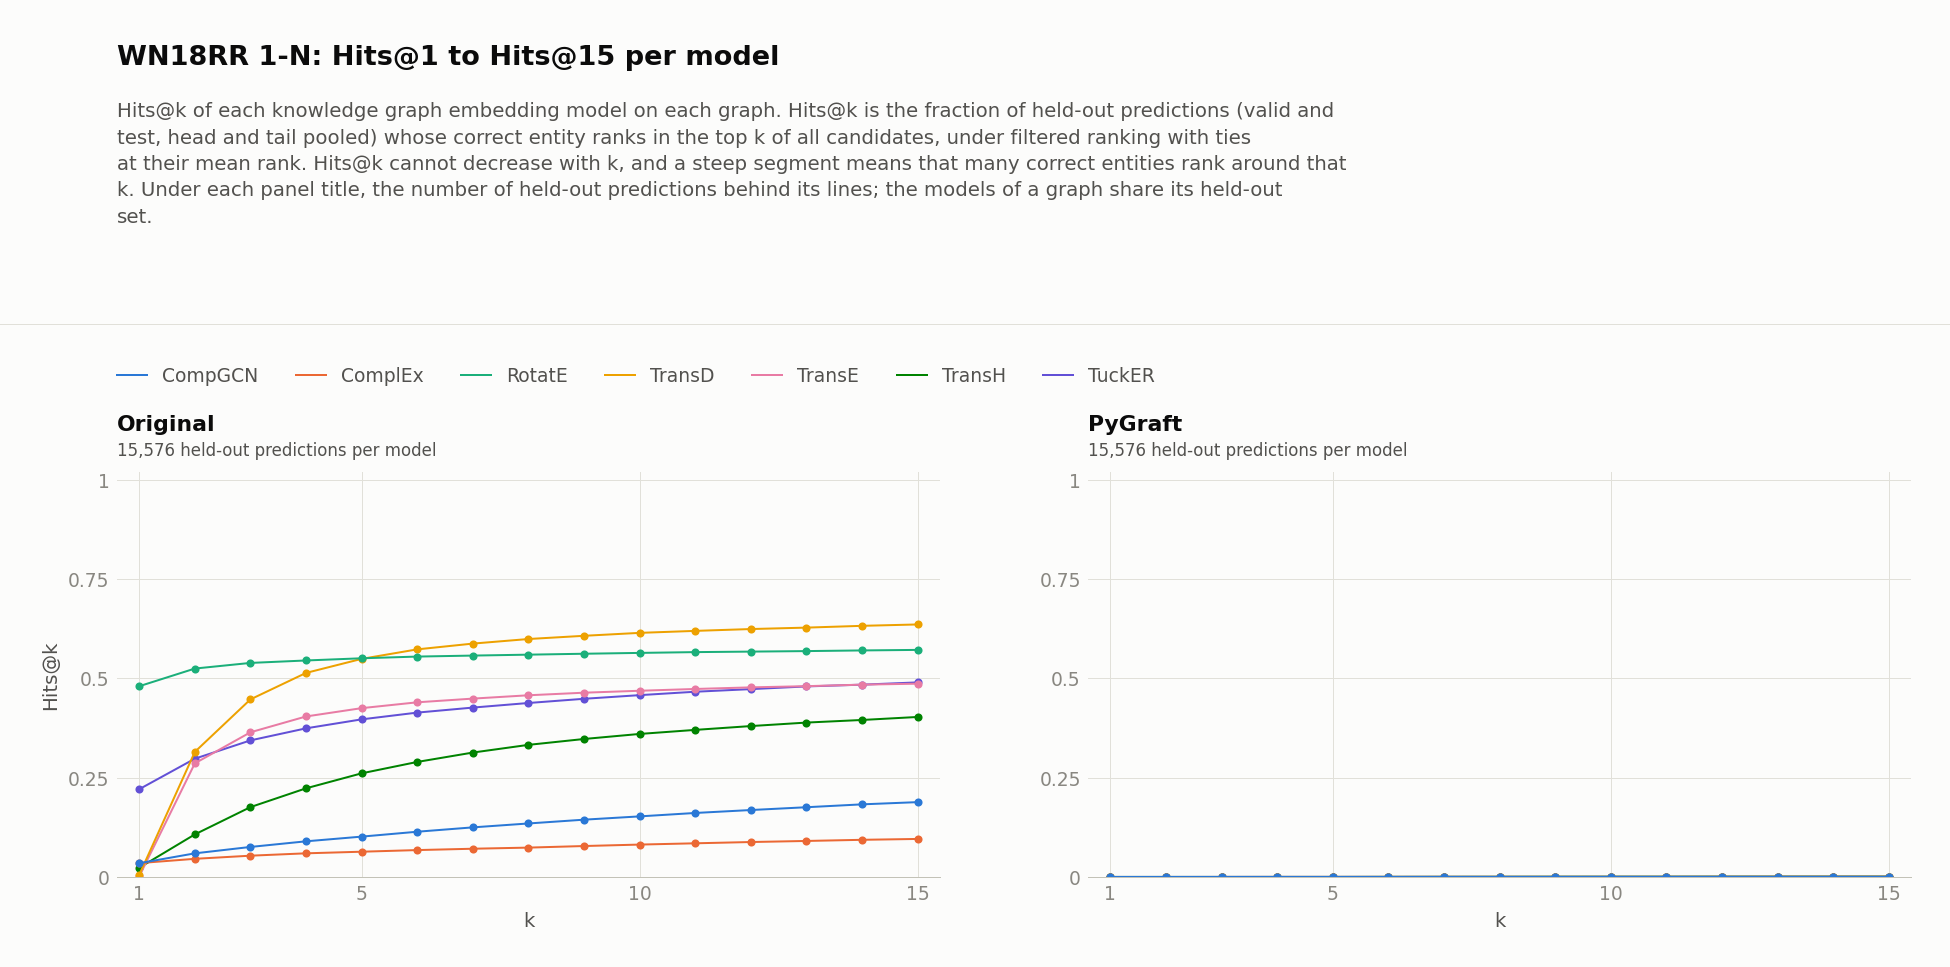 WN18RR 1-N: Hits@1 to Hits@15 per model
Hits@k of each knowledge graph embedding model on each graph. Hits@k is the fraction of held-out predictions (valid and
test, head and tail pooled) whose correct entity ranks in the top k of all candidates, under filtered ranking with ties
at their mean rank. Hits@k cannot decrease with k, and a steep segment means that many correct entities rank around that
k. Under each panel title, the number of held-out predictions behind its lines; the models of a graph share its held-out
set.
CompGCN ComplEx RotatE TransD TransE TransH TuckER
Original
15,576 held-out predictions per model
1
0.75
0.5
0.25
0
Hits@k
1 5 10 15
k
PyGraft
15,576 held-out predictions per model
1
0.75
0.5
0.25
0
1 5 10 15
k